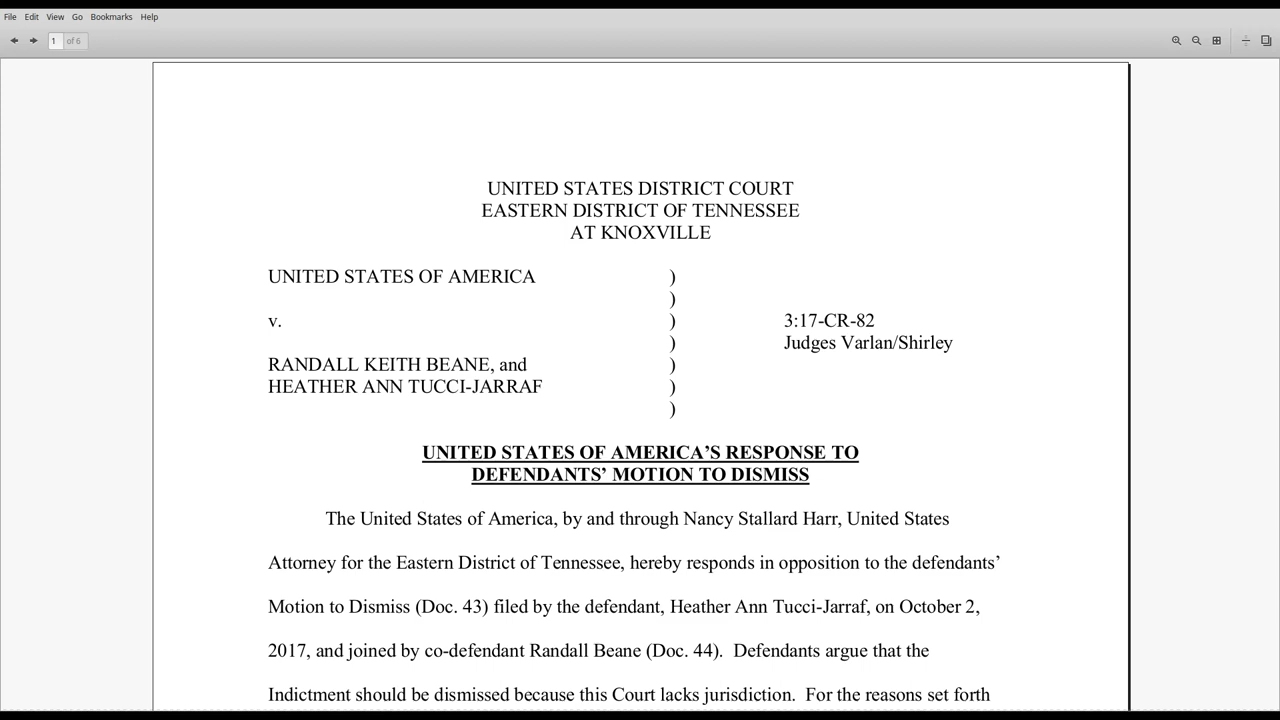 File Edit View Go Bookmarks Help
1 of 6
UNITED STATES DISTRICT COURT
EASTERN DISTRICT OF TENNESSEE
AT KNOXVILLE
UNITED STATES OF AMERICA )
)
v. ) 3:17-CR-82
) Judges Varlan/Shirley
RANDALL KEITH BEANE, and )
HEATHER ANN TUCCI-JARRAF )
)
UNITED STATES OF AMERICA’S RESPONSE TO
DEFENDANTS’ MOTION TO DISMISS
The United States of America, by and through Nancy Stallard Harr, United States
Attorney for the Eastern District of Tennessee, hereby responds in opposition to the defendants’
Motion to Dismiss (Doc. 43) filed by the defendant, Heather Ann Tucci-Jarraf, on October 2,
2017, and joined by co-defendant Randall Beane (Doc. 44).  Defendants argue that the
Indictment should be dismissed because this Court lacks jurisdiction.  For the reasons set forth